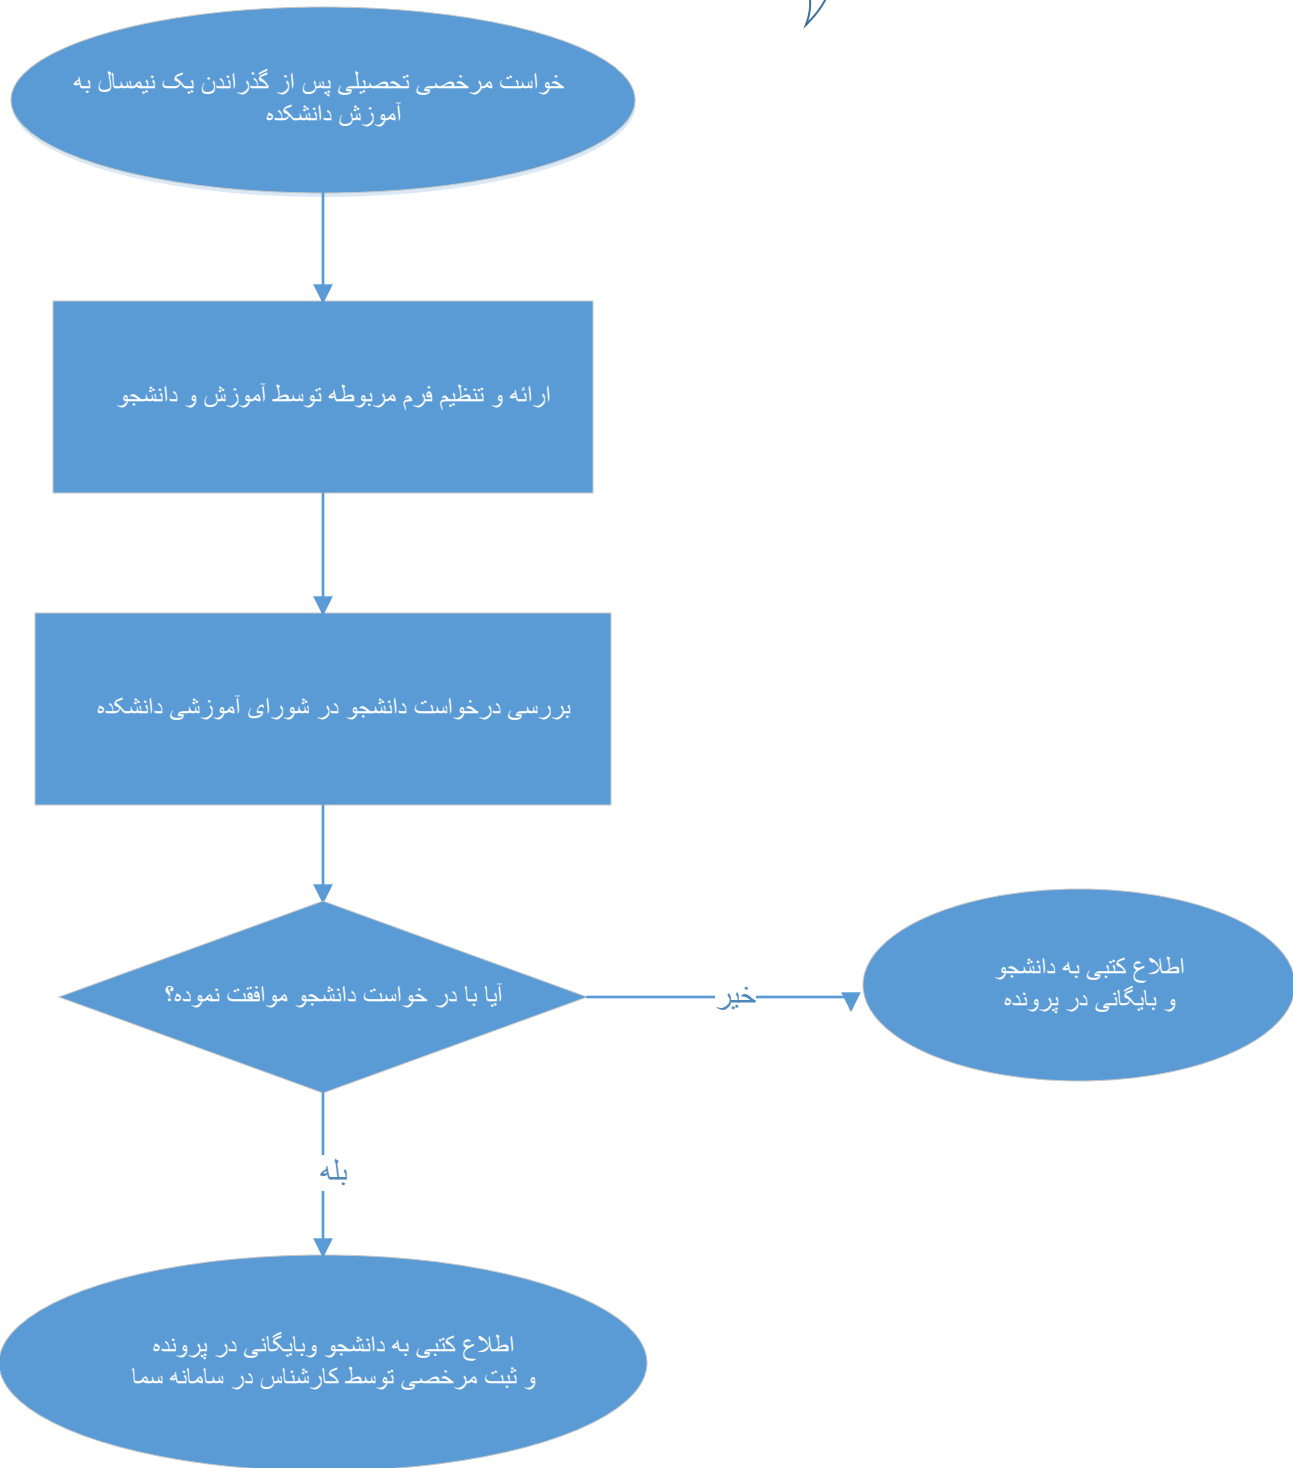 خواست مرخصی تحصیلی پس از گذراندن یک نیمسال به
آموزش دانشکده
ارائه و تنظیم فرم مربوطه توسط آموزش و دانشجو
بررسی درخواست دانشجو در شورای آموزشی دانشکده
آیا با در خواست دانشجو موافقت نموده؟
خیر
اطلاع کتبی به دانشجو
و بایگانی در پرونده
بله
اطلاع کتبی به دانشجو وبایگانی در پرونده
و ثبت مرخصی توسط کارشناس در سامانه سما